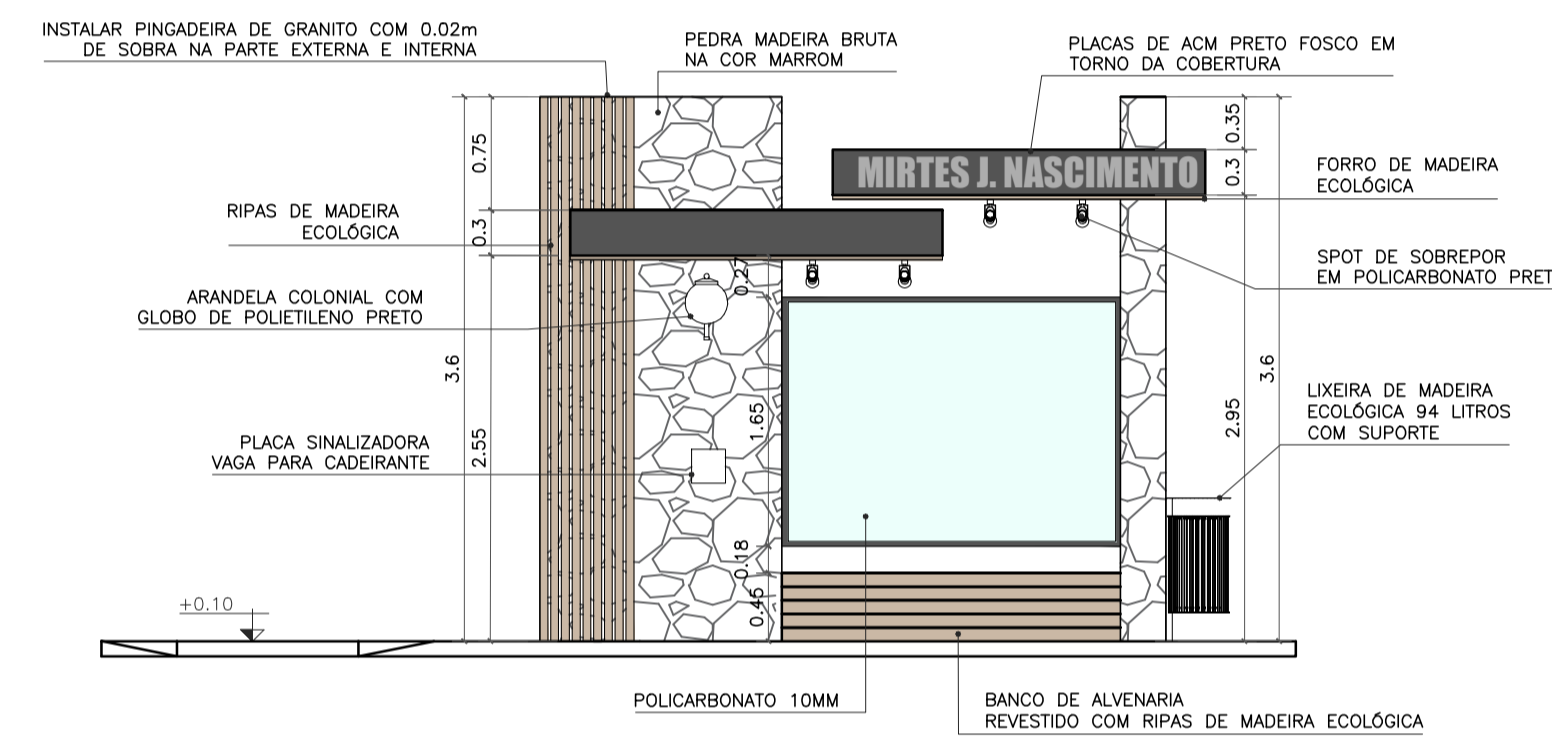 INSTALAR PINGADEIRA DE GRANITO COM 0.02m
DE SOBRA NA PARTE EXTERNA E INTERNA
PEDRA MADEIRA BRUTA
NA COR MARROM
PLACAS DE ACM PRETO FOSCO EM
TORNO DA COBERTURA
0.75
0.35
MIRTES J. NASCIMENTO
0.3
FORRO DE MADEIRA
ECOLÓGICA
RIPAS DE MADEIRA
ECOLÓGICA
0.3
0.27
SPOT DE SOBREPOR
EM POLICARBONATO PRET
ARANDELA COLONIAL COM
GLOBO DE POLIETILENO PRETO
3.6
3.6
LIXEIRA DE MADEIRA
ECOLÓGICA 94 LITROS
COM SUPORTE
1.65
2.95
PLACA SINALIZADORA
VAGA PARA CADEIRANTE
2.55
0.18
0.45
+0.10
POLICARBONATO 10MM
BANCO DE ALVENARIA
REVESTIDO COM RIPAS DE MADEIRA ECOLÓGICA